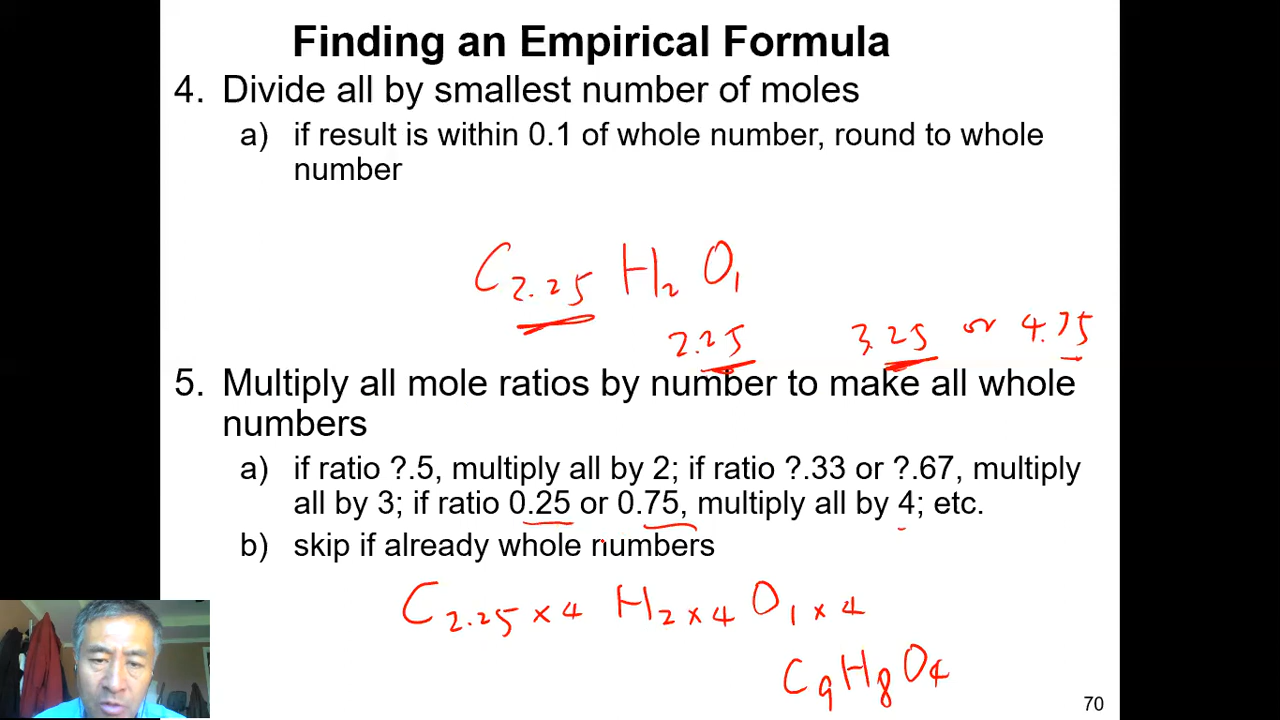 Finding an Empirical Formula
4. Divide all by smallest number of moles
a) if result is within 0.1 of whole number, round to whole
number
C2.25 H2 O1
2.25 3.25 or 4.75
5. Multiply all mole ratios by number to make all whole
numbers
a) if ratio ?.5, multiply all by 2; if ratio ?.33 or ?.67, multiply
all by 3; if ratio 0.25 or 0.75, multiply all by 4; etc.
b) skip if already whole numbers
C2.25 × 4 H2 × 4 O1 × 4
C9H8O4
70